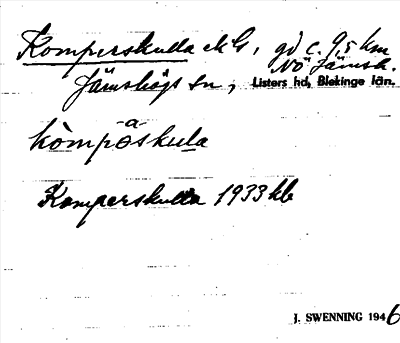 Komperskulla ch G, gd c. 9,5 km
NÖ Jämsh.
Jämshögs sn, Listers hd, Blekinge län.
-a-
kòmpəskula
Komperskulla 1933 kb
J. SWENNING 1946